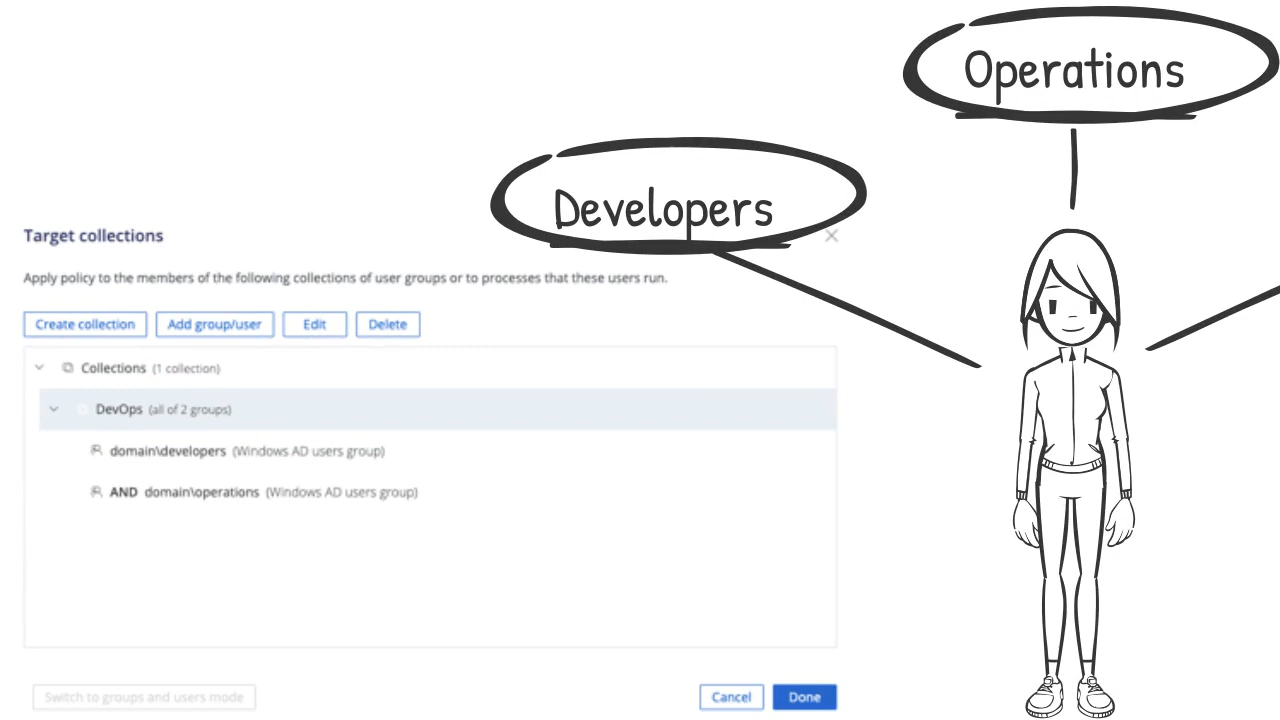 Operations
Developers
Target collections
Apply policy to the members of the following collections of user groups or to processes that these users run.
Create collection Add group/user Edit Delete
Collections (1 collection)
DevOps (all of 2 groups)
domain\developers (Windows AD users group)
AND domain\operations (Windows AD users group)
Switch to groups and users mode Cancel Done